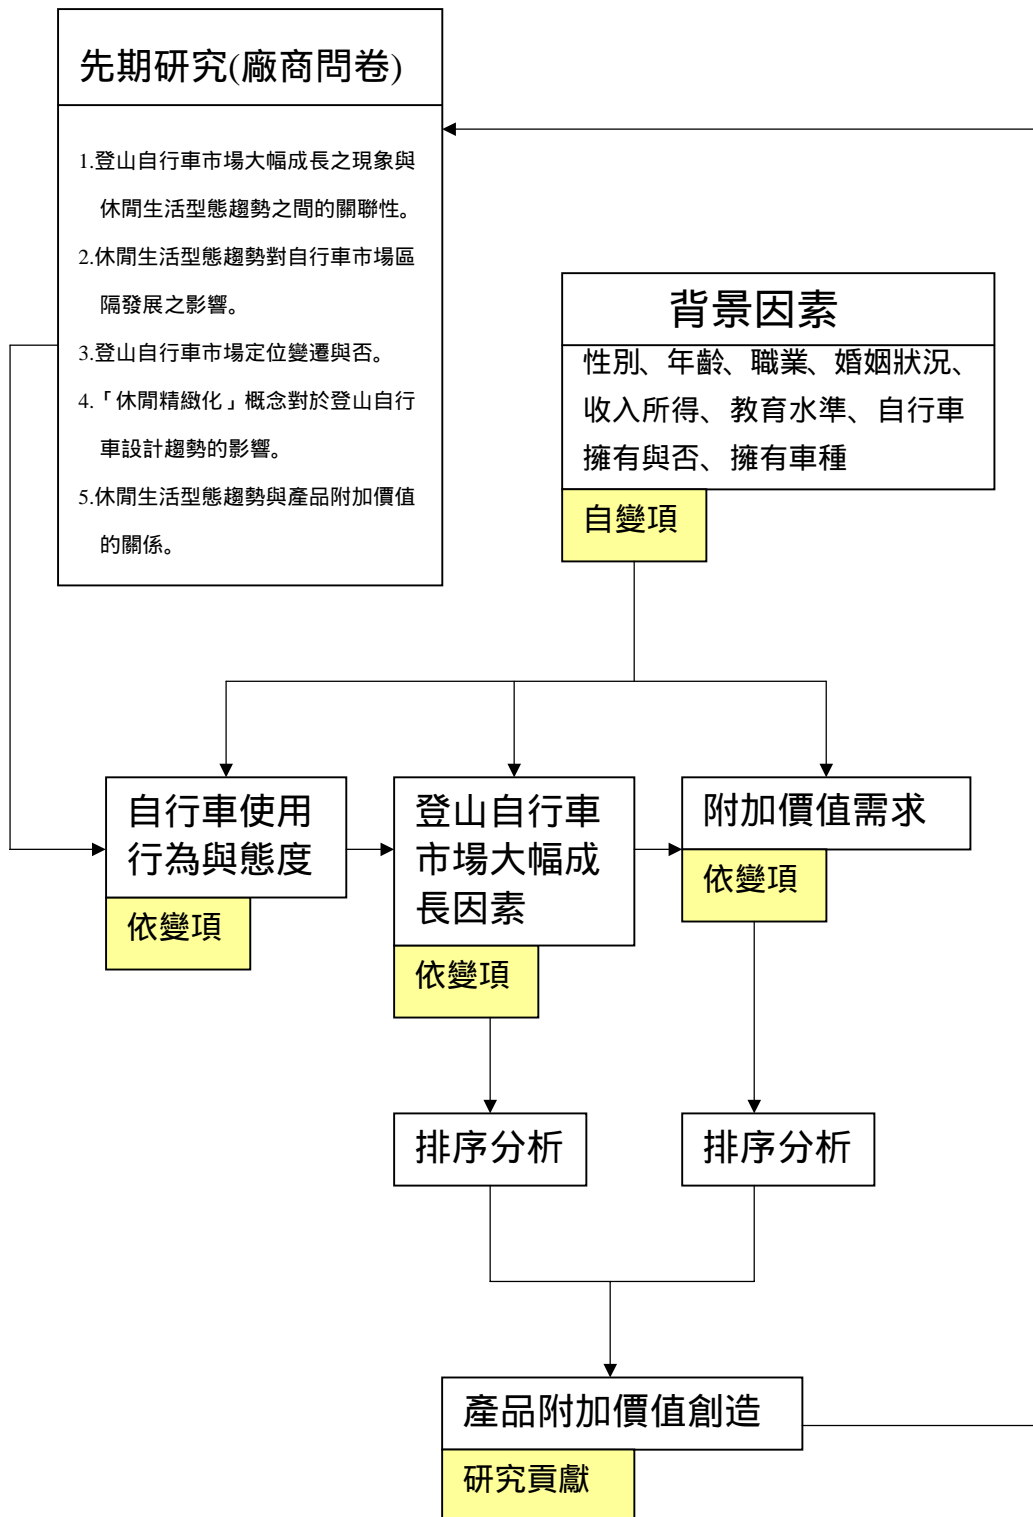 先期研究(廠商問卷)
1.登山自行車市場大幅成長之現象與
休閒生活型態趨勢之間的關聯性。
2.休閒生活型態趨勢對自行車市場區
隔發展之影響。
3.登山自行車市場定位變遷與否。
4.「休閒精緻化」概念對於登山自行
車設計趨勢的影響。
5.休閒生活型態趨勢與產品附加價值
的關係。
背景因素
性別、年齡、職業、婚姻狀況、
收入所得、教育水準、自行車
擁有與否、擁有車種
自變項
自行車使用
行為與態度
依變項
登山自行車
市場大幅成
長因素
依變項
附加價值需求
依變項
排序分析
排序分析
產品附加價值創造
研究貢獻